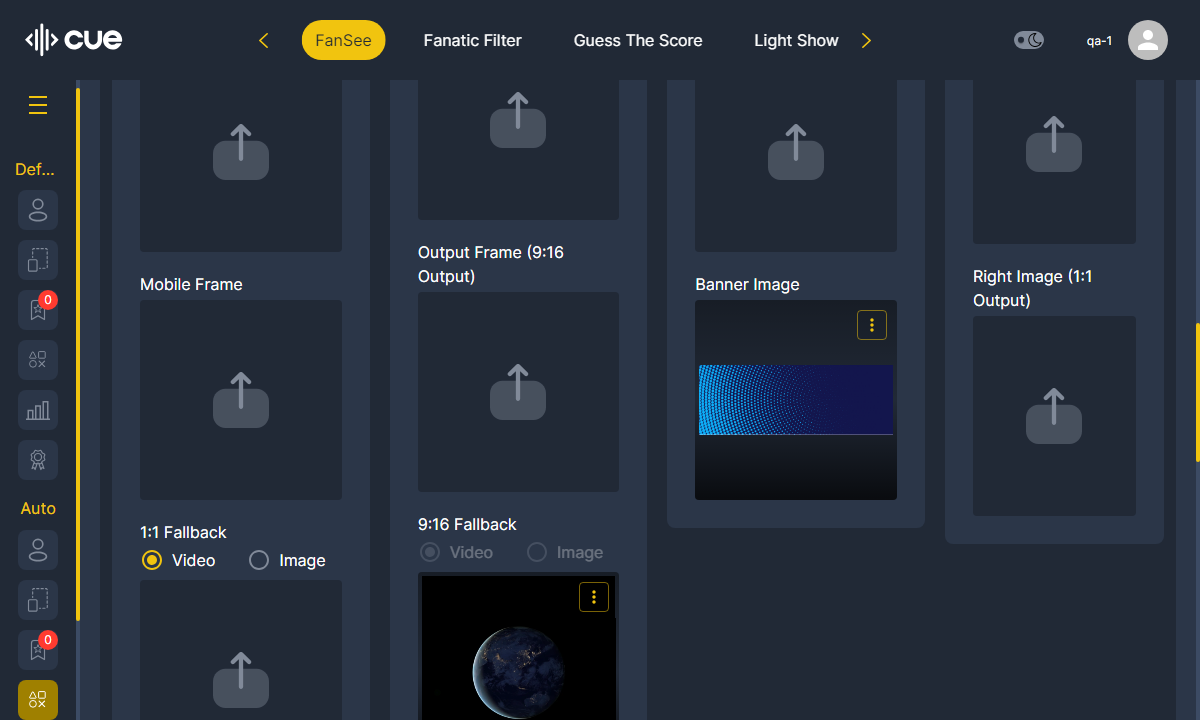 cue
FanSee
Fanatic Filter
Guess The Score
Light Show
qa-1
Def...
0
Auto
0
Mobile Frame
1:1 Fallback
Video
Image
Output Frame (9:16
Output)
9:16 Fallback
Video
Image
Banner Image
Right Image (1:1
Output)